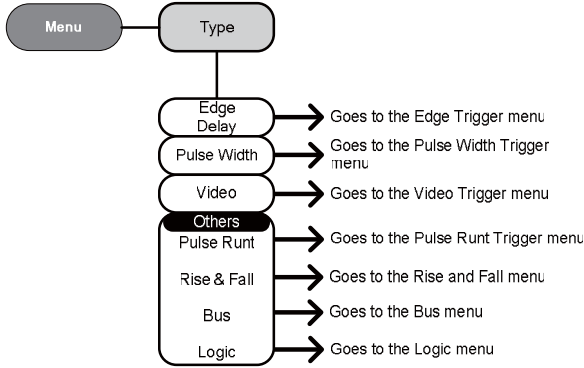 Menu
Type
Edge
Delay
Goes to the Edge Trigger menu
Pulse Width
Goes to the Pulse Width Trigger
menu
Video
Goes to the Video Trigger menu
Others
Pulse Runt
Goes to the Pulse Runt Trigger menu
Rise & Fall
Goes to the Rise and Fall menu
Bus
Goes to the Bus menu
Logic
Goes to the Logic menu